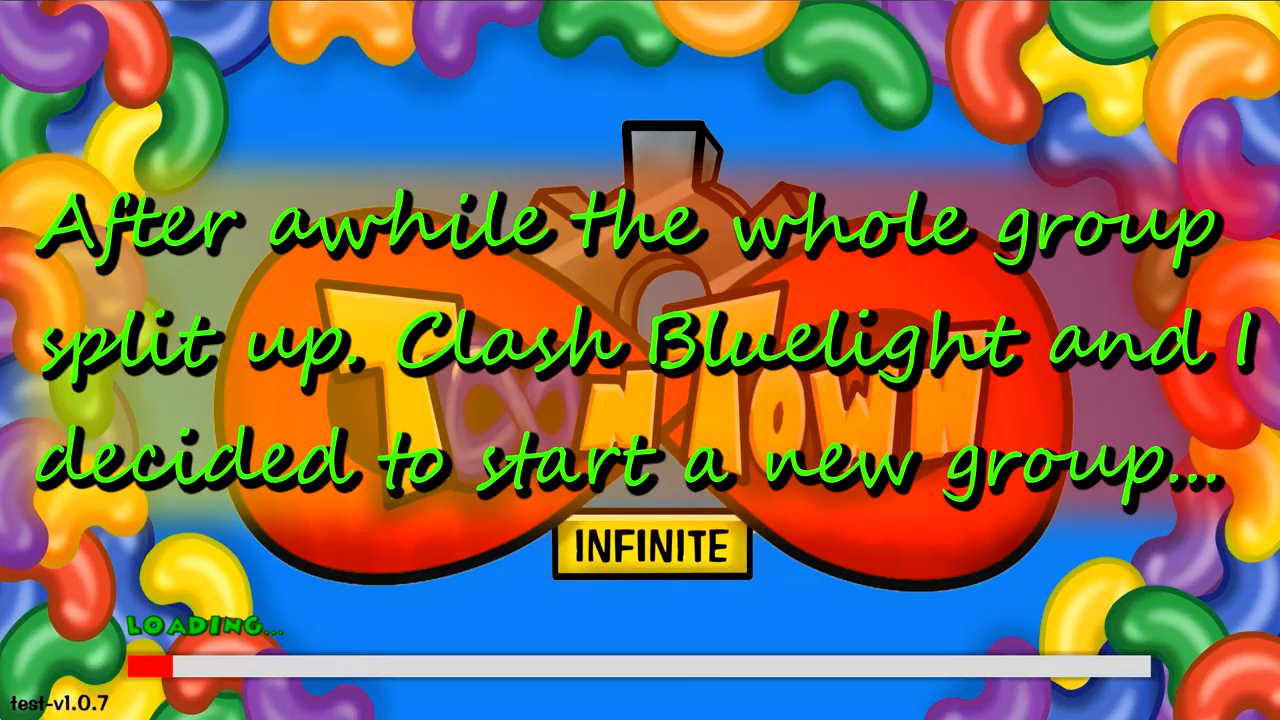 After awhile the whole group
split up. Clash Bluelight and I
decided to start a new group...
TOONTOWN
INFINITE
LOADING...
test-v1.0.7